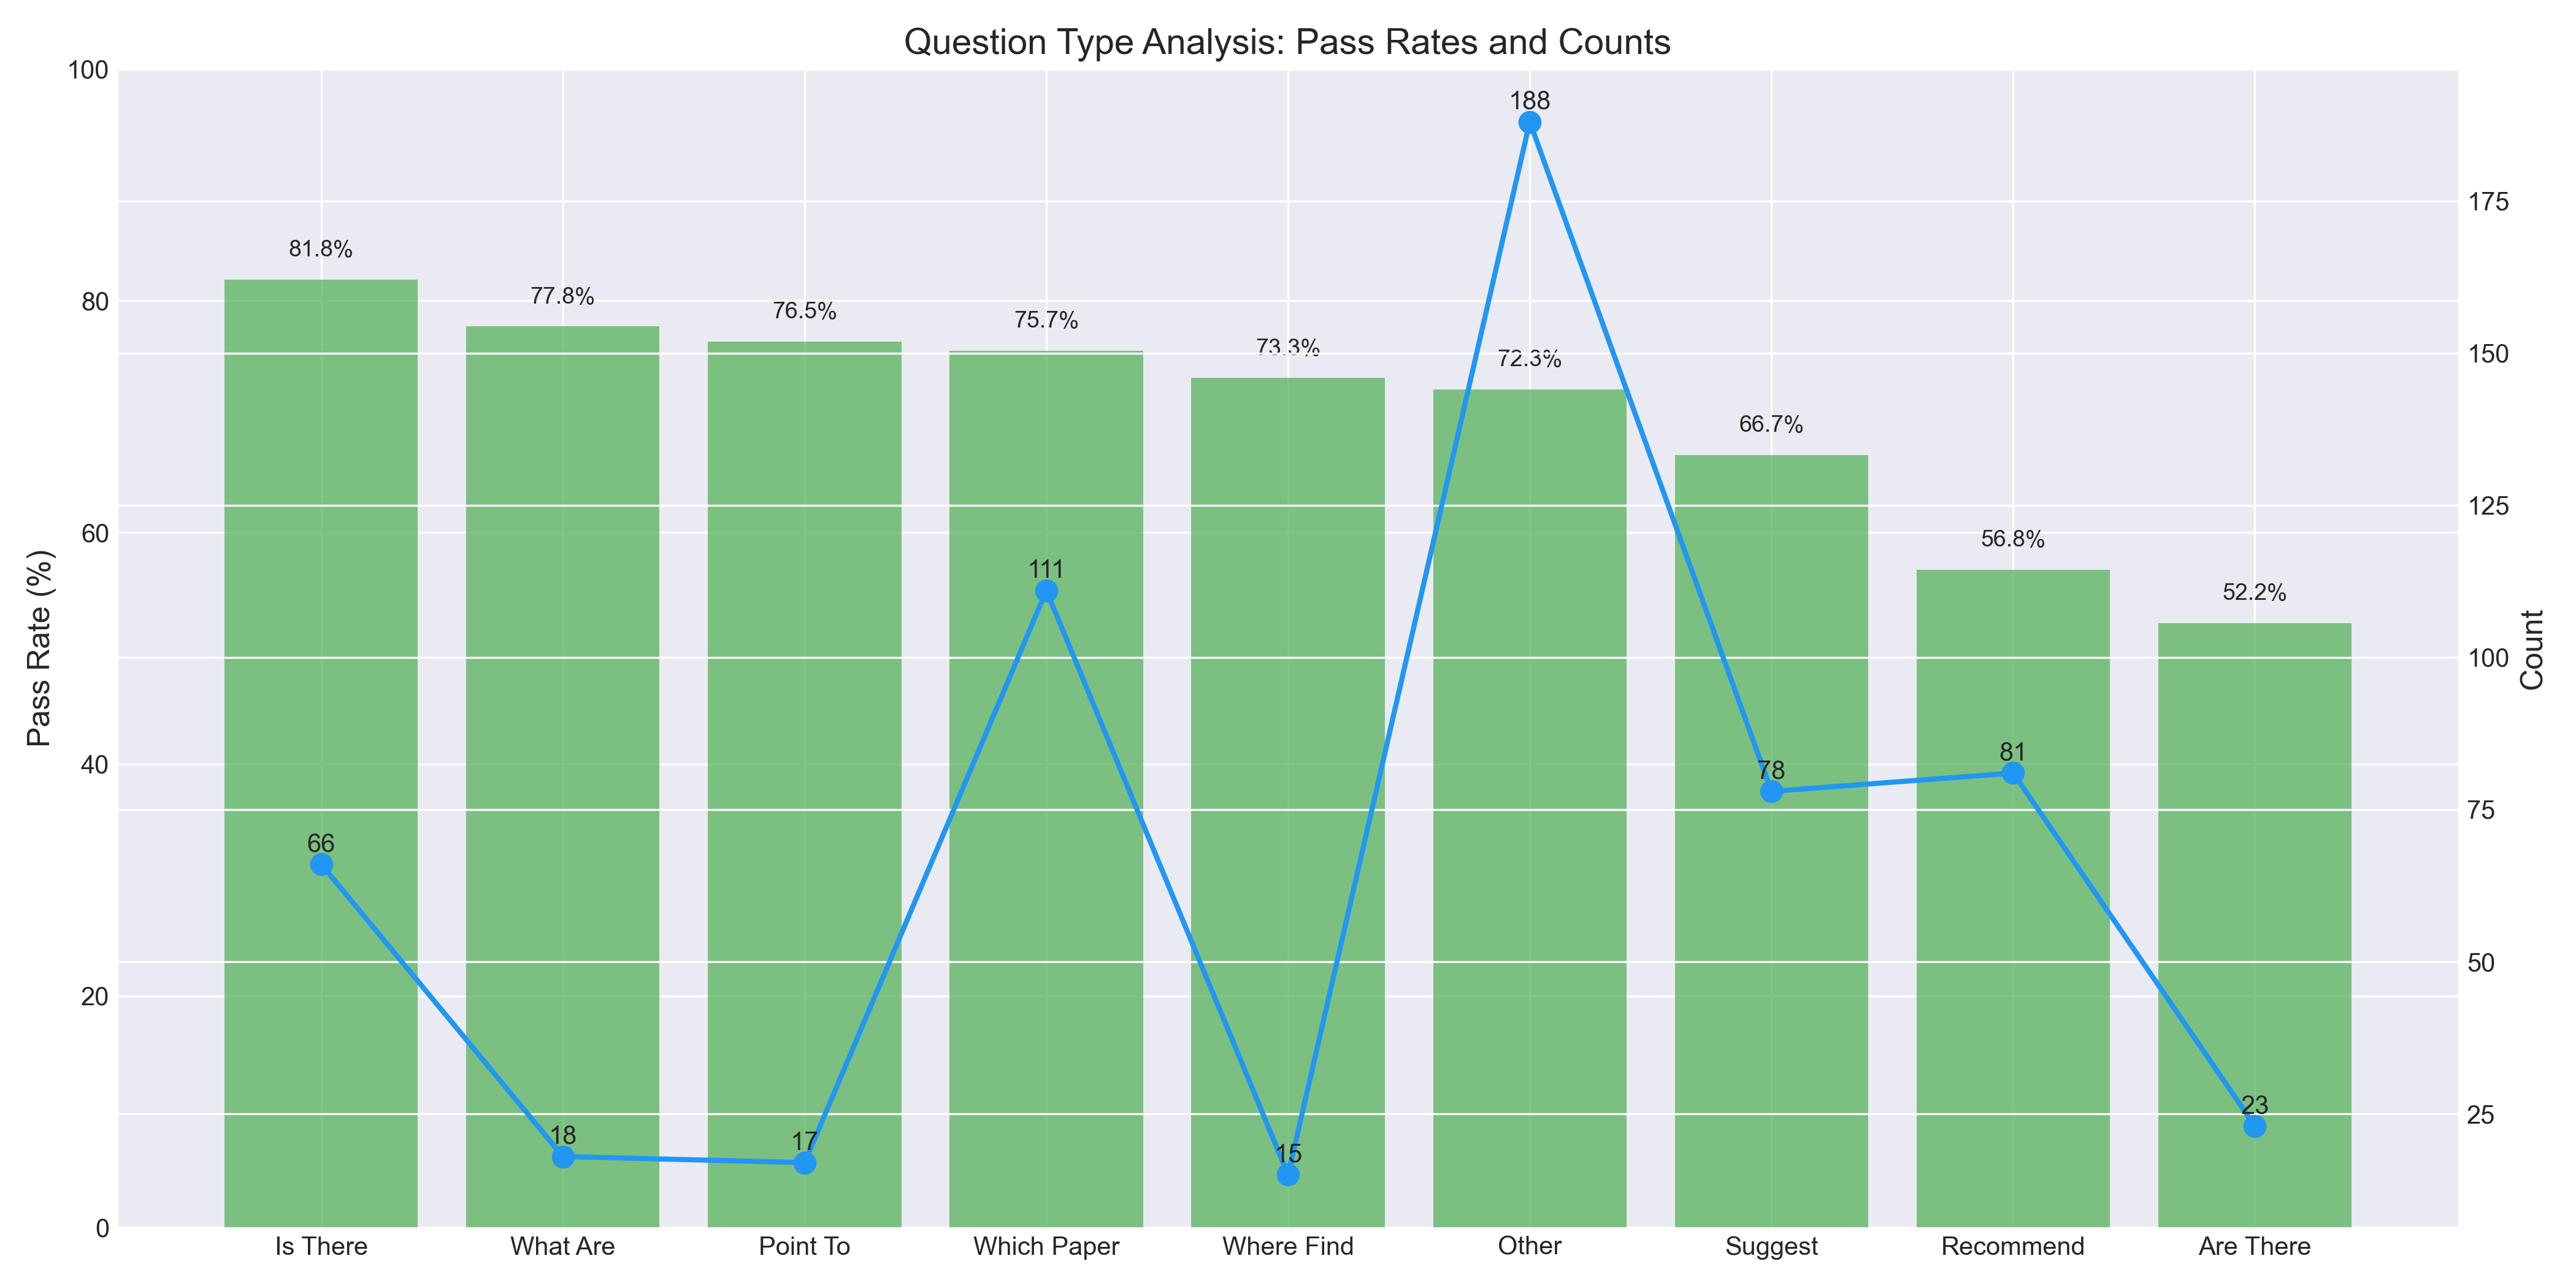 Question Type Analysis: Pass Rates and Counts
100
80
60
40
20
0
Pass Rate (%)
175
150
125
100
75
50
25
Count
81.8%
77.8%
76.5%
75.7%
73.3%
72.3%
66.7%
56.8%
52.2%
66
18
17
111
15
188
78
81
23
Is There
What Are
Point To
Which Paper
Where Find
Other
Suggest
Recommend
Are There